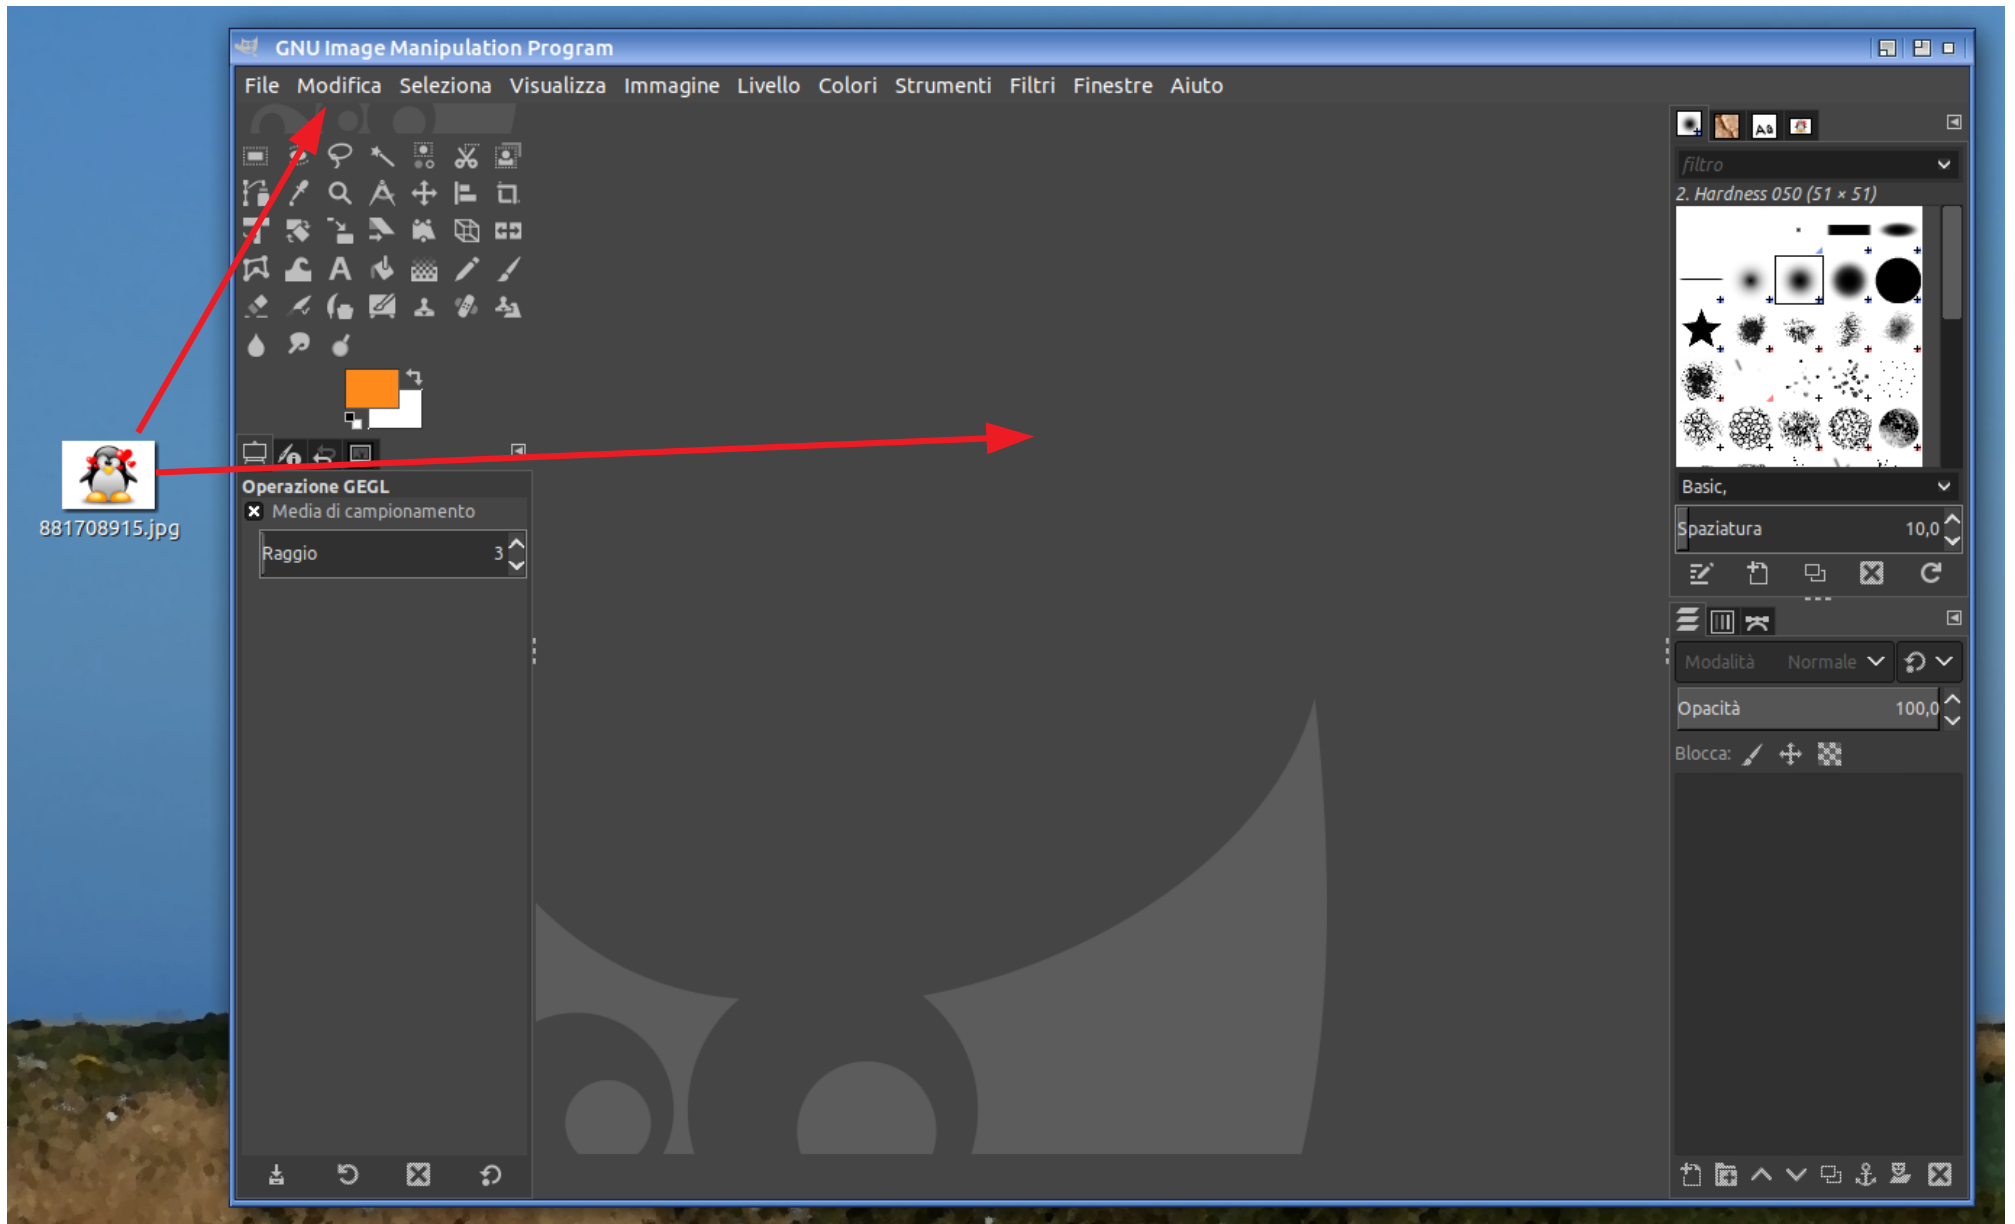 GNU Image Manipulation Program
File Modifica Seleziona Visualizza Immagine Livello Colori Strumenti Filtri Finestre Aiuto
Aa
filtro
2. Hardness 050 (51 × 51)
881708915.jpg
Operazione GEGL
Media di campionamento
Raggio 3
Basic,
Spaziatura 10,0
Modalità Normale
Opacità 100,0
Blocca: